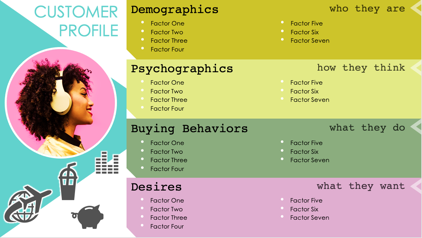 CUSTOMER
PROFILE
Demographics
who they are
Factor One
Factor Two
Factor Three
Factor Four
Factor Five
Factor Six
Factor Seven
Psychographics
how they think
Factor One
Factor Two
Factor Three
Factor Four
Factor Five
Factor Six
Factor Seven
Buying Behaviors
what they do
Factor One
Factor Two
Factor Three
Factor Four
Factor Five
Factor Six
Factor Seven
Desires
what they want
Factor One
Factor Two
Factor Three
Factor Four
Factor Five
Factor Six
Factor Seven